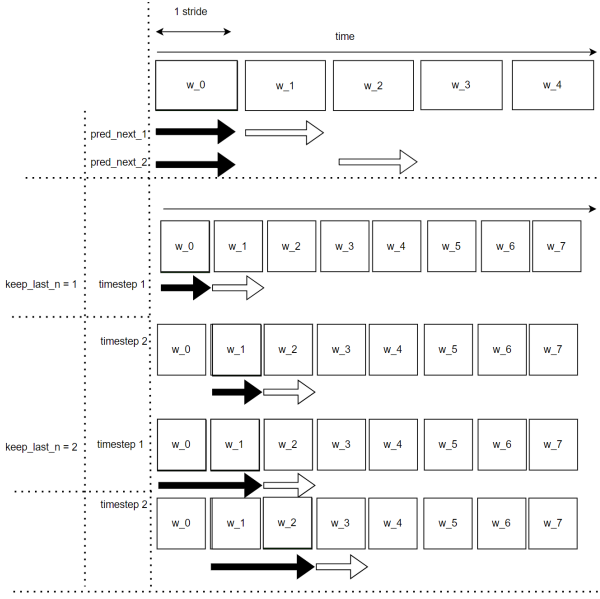 1 stride
time
w_0 w_1 w_2 w_3 w_4
pred_next_1
pred_next_2
w_0 w_1 w_2 w_3 w_4 w_5 w_6 w_7
keep_last_n = 1 timestep 1
timestep 2
w_0 w_1 w_2 w_3 w_4 w_5 w_6 w_7
keep_last_n = 2 timestep 1 w_0 w_1 w_2 w_3 w_4 w_5 w_6 w_7
timestep 2
w_0 w_1 w_2 w_3 w_4 w_5 w_6 w_7